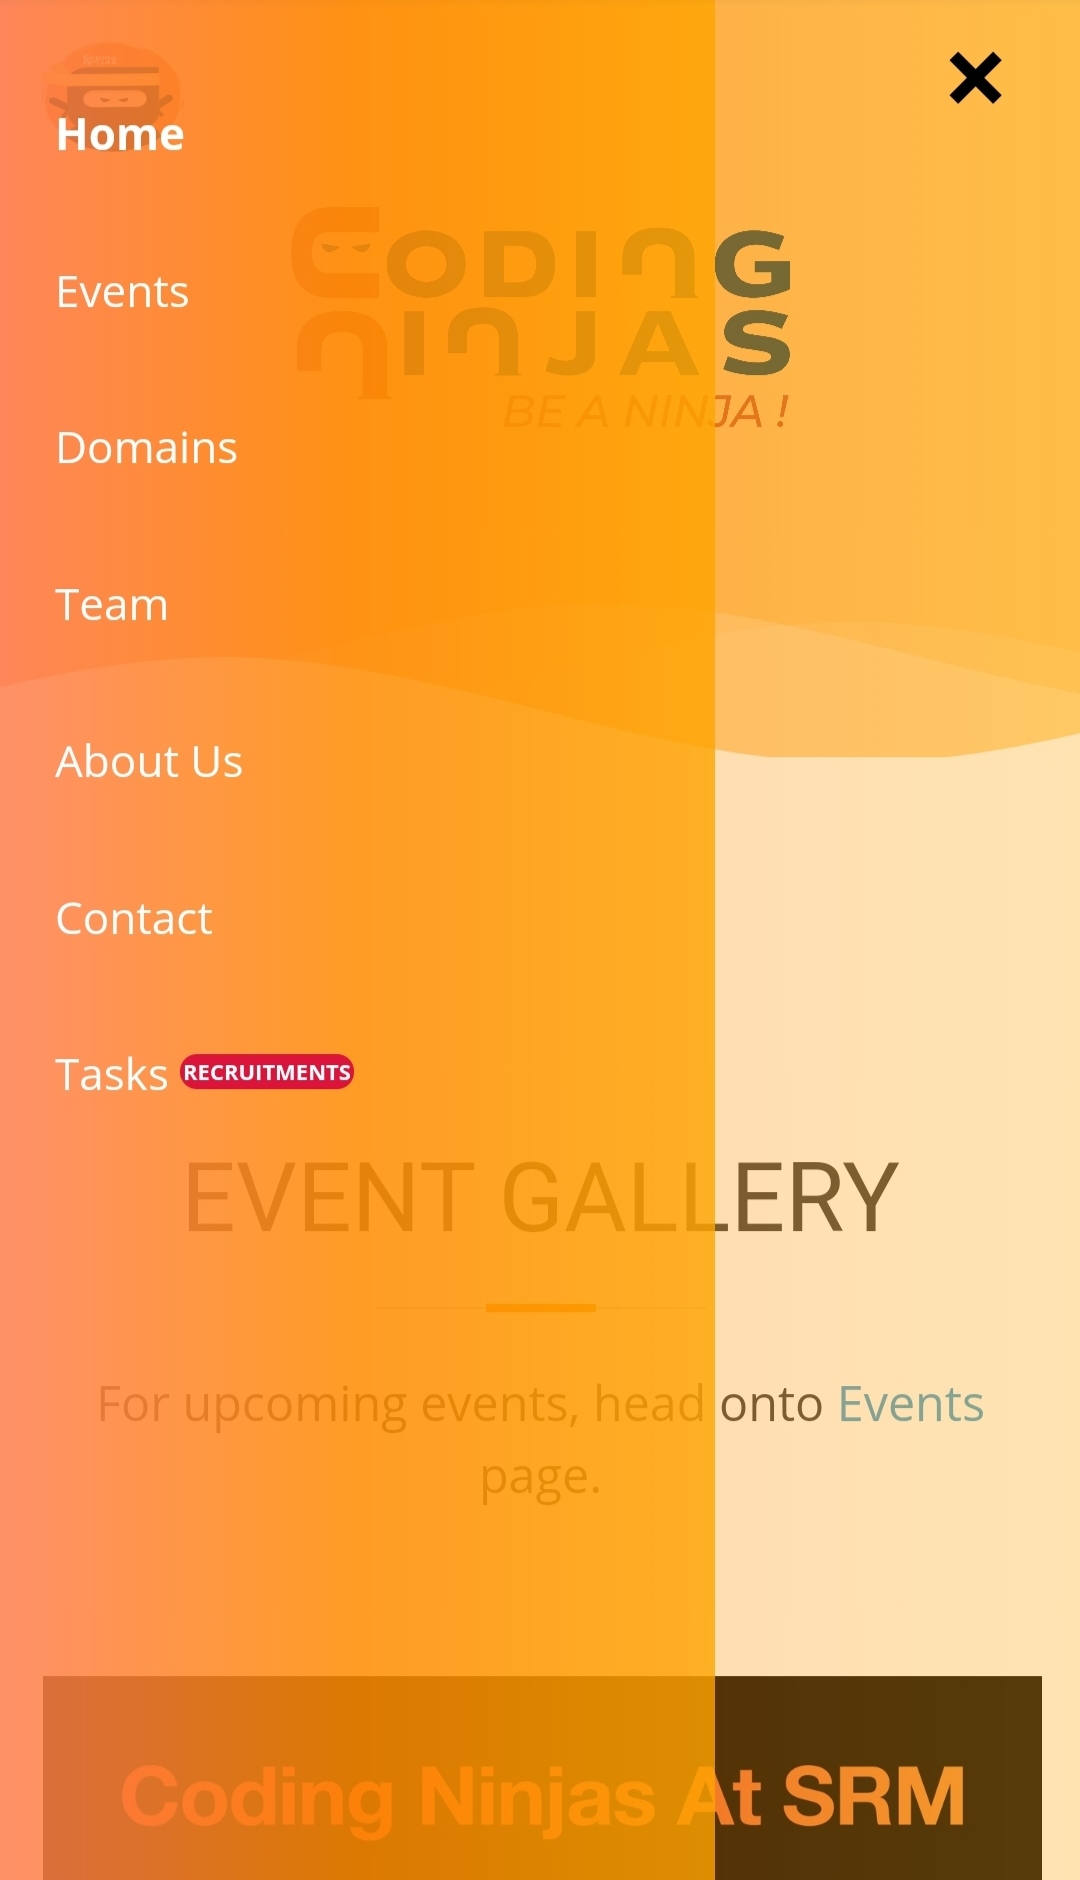 Home
CODING
NINJAS
BE A NINJA !
Events
Domains
Team
About Us
Contact
Tasks RECRUITMENTS
EVENT GALLERY
For upcoming events, head onto Events
page.
Coding Ninjas At SRM